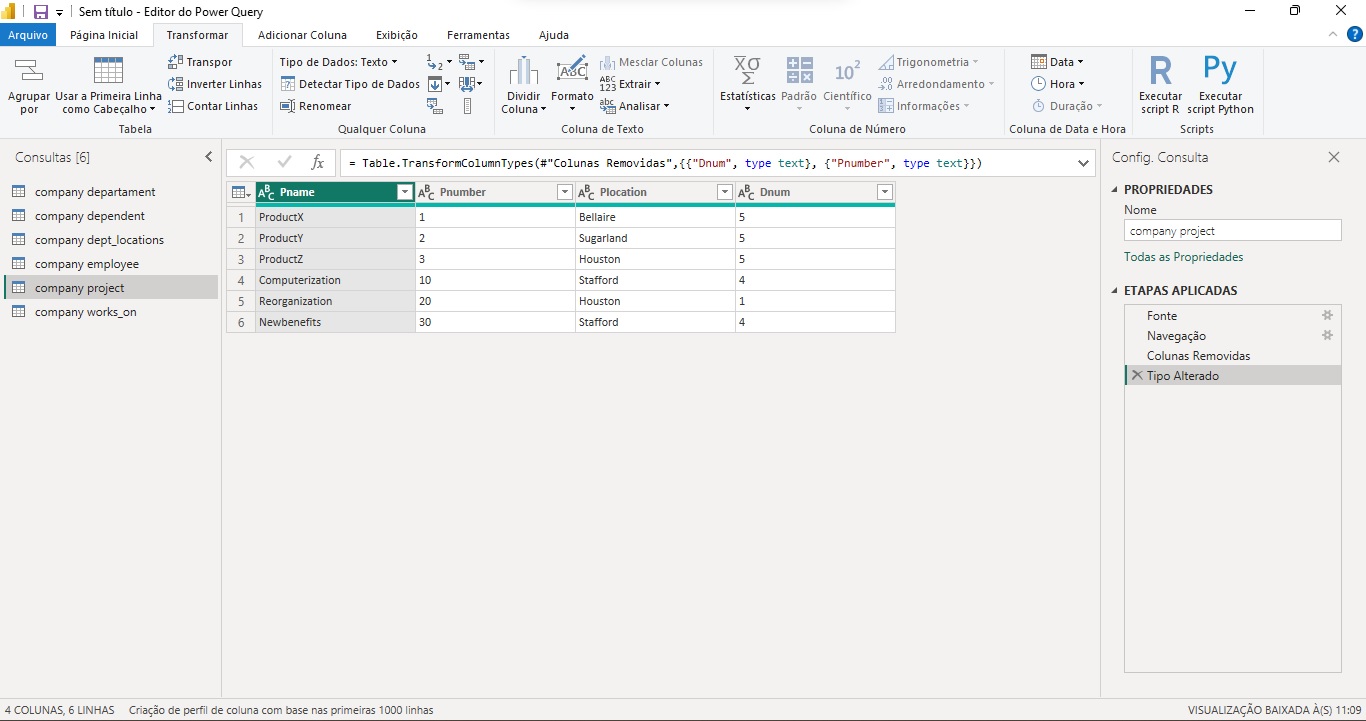 Sem título - Editor do Power Query
Arquivo Página Inicial Transformar Adicionar Coluna Exibição Ferramentas Ajuda
Agrupar por
Usar a Primeira Linha como Cabeçalho
Transpor
Inverter Linhas
Contar Linhas
Tabela
Tipo de Dados: Texto
Detectar Tipo de Dados
Renomear
Qualquer Coluna
Dividir Coluna
Formato
Mesclar Colunas
Extrair
Analisar
Coluna de Texto
Estatísticas
Padrão
Científico
Trigonometria
Arredondamento
Informações
Coluna de Número
Data
Hora
Duração
Coluna de Data e Hora
Executar script R
Executar script Python
Scripts
Consultas [6]
company departament
company dependent
company dept_locations
company employee
company project
company works_on
= Table.TransformColumnTypes(#"Colunas Removidas",{{"Dnum", type text}, {"Pnumber", type text}})
Pname Pnumber Plocation Dnum
1 ProductX 1 Bellaire 5
2 ProductY 2 Sugarland 5
3 ProductZ 3 Houston 5
4 Computerization 10 Stafford 4
5 Reorganization 20 Houston 1
6 Newbenefits 30 Stafford 4
Config. Consulta
PROPRIEDADES
Nome
company project
Todas as Propriedades
ETAPAS APLICADAS
Fonte
Navegação
Colunas Removidas
Tipo Alterado
4 COLUNAS, 6 LINHAS Criação de perfil de coluna com base nas primeiras 1000 linhas VISUALIZAÇÃO BAIXADA À(S) 11:09